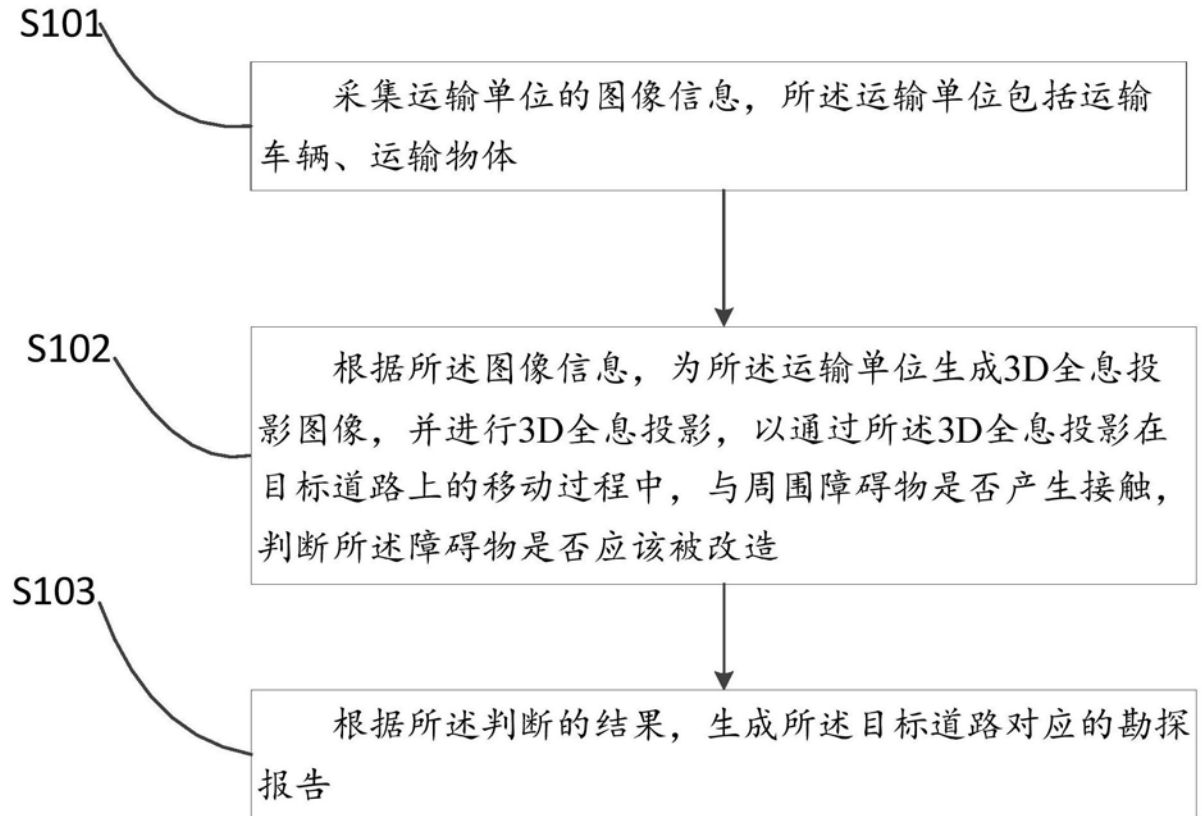 S101
采集运输单位的图像信息，所述运输单位包括运输
车辆、运输物体
S102
根据所述图像信息，为所述运输单位生成3D全息投
影图像，并进行3D全息投影，以通过所述3D全息投影在
目标道路上的移动过程中，与周围障碍物是否产生接触，
判断所述障碍物是否应该被改造
S103
根据所述判断的结果，生成所述目标道路对应的勘探
报告